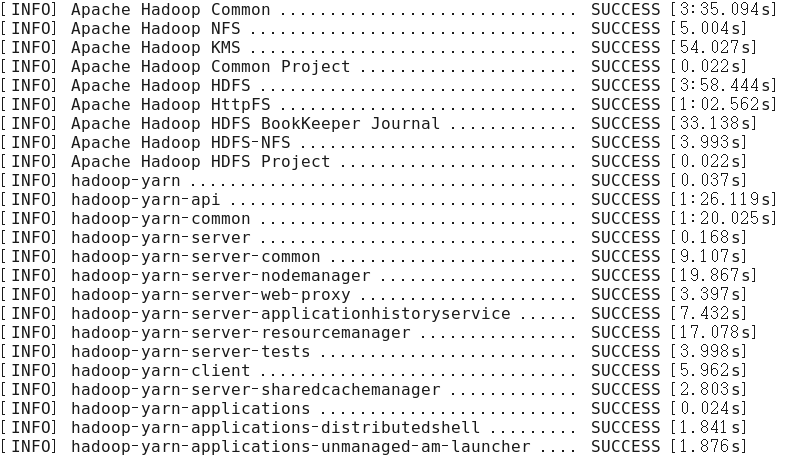 [INFO] Apache Hadoop Common ............................... SUCCESS [3:35.094s]
[INFO] Apache Hadoop NFS ................................. SUCCESS [5.004s]
[INFO] Apache Hadoop KMS ................................. SUCCESS [54.027s]
[INFO] Apache Hadoop Common Project ...................... SUCCESS [0.022s]
[INFO] Apache Hadoop HDFS ................................ SUCCESS [3:58.444s]
[INFO] Apache Hadoop HttpFS .............................. SUCCESS [1:02.562s]
[INFO] Apache Hadoop HDFS BookKeeper Journal ............. SUCCESS [33.138s]
[INFO] Apache Hadoop HDFS-NFS ............................ SUCCESS [3.993s]
[INFO] Apache Hadoop HDFS Project ........................ SUCCESS [0.022s]
[INFO] hadoop-yarn ....................................... SUCCESS [0.037s]
[INFO] hadoop-yarn-api ................................... SUCCESS [1:26.119s]
[INFO] hadoop-yarn-common ................................ SUCCESS [1:20.025s]
[INFO] hadoop-yarn-server ................................ SUCCESS [0.168s]
[INFO] hadoop-yarn-server-common ......................... SUCCESS [9.107s]
[INFO] hadoop-yarn-server-nodemanager .................... SUCCESS [19.867s]
[INFO] hadoop-yarn-server-web-proxy ...................... SUCCESS [3.397s]
[INFO] hadoop-yarn-server-applicationhistoryservice ...... SUCCESS [7.432s]
[INFO] hadoop-yarn-server-resourcemanager ................ SUCCESS [17.078s]
[INFO] hadoop-yarn-server-tests .......................... SUCCESS [3.998s]
[INFO] hadoop-yarn-client ................................ SUCCESS [5.962s]
[INFO] hadoop-yarn-server-sharedcachemanager ............. SUCCESS [2.803s]
[INFO] hadoop-yarn-applications .......................... SUCCESS [0.024s]
[INFO] hadoop-yarn-applications-distributedshell ......... SUCCESS [1.841s]
[INFO] hadoop-yarn-applications-unmanaged-am-launcher .... SUCCESS [1.876s]